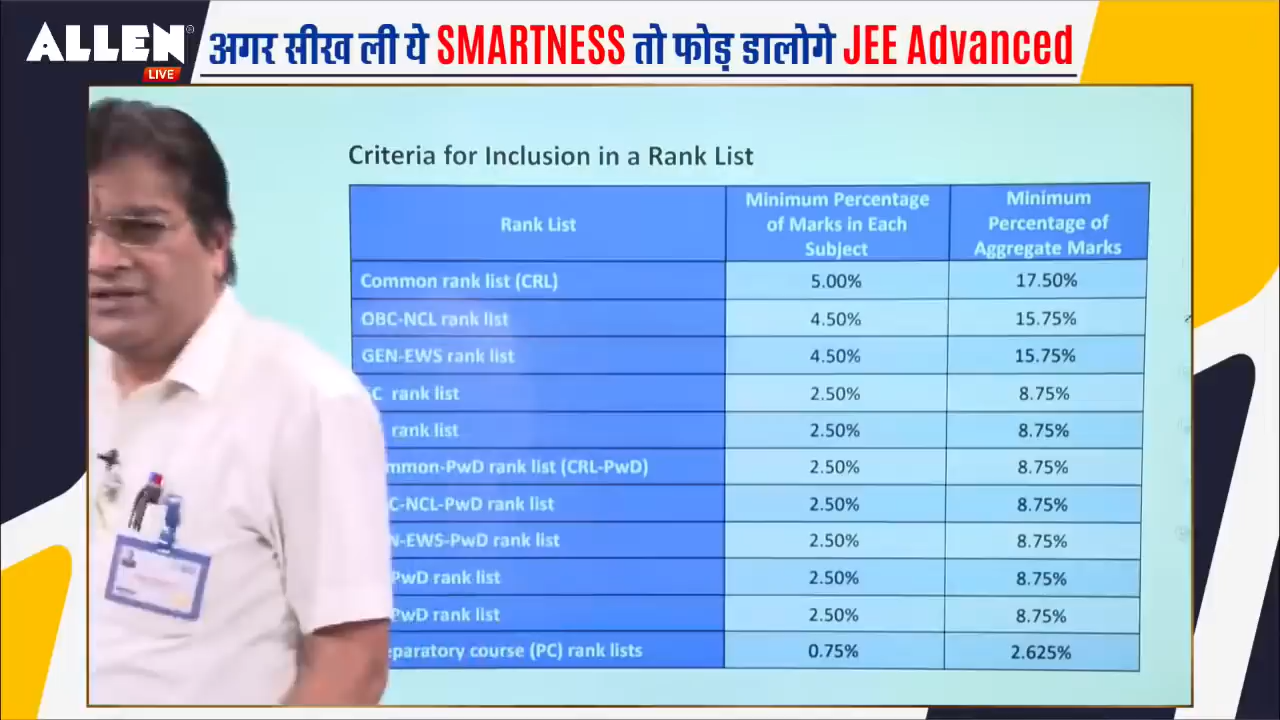 ALLEN
LIVE
अगर सीख ली ये SMARTNESS तो फोड़ डालोगे JEE Advanced
Criteria for Inclusion in a Rank List
Rank List Minimum Percentage of Marks in Each Subject Minimum Percentage of Aggregate Marks
Common rank list (CRL) 5.00% 17.50%
OBC-NCL rank list 4.50% 15.75%
GEN-EWS rank list 4.50% 15.75%
rank list 2.50% 8.75%
rank list 2.50% 8.75%
mmon-PwD rank list (CRL-PwD) 2.50% 8.75%
C-NCL-PwD rank list 2.50% 8.75%
N-EWS-PwD rank list 2.50% 8.75%
PwD rank list 2.50% 8.75%
PwD rank list 2.50% 8.75%
eparatory course (PC) rank lists 0.75% 2.625%